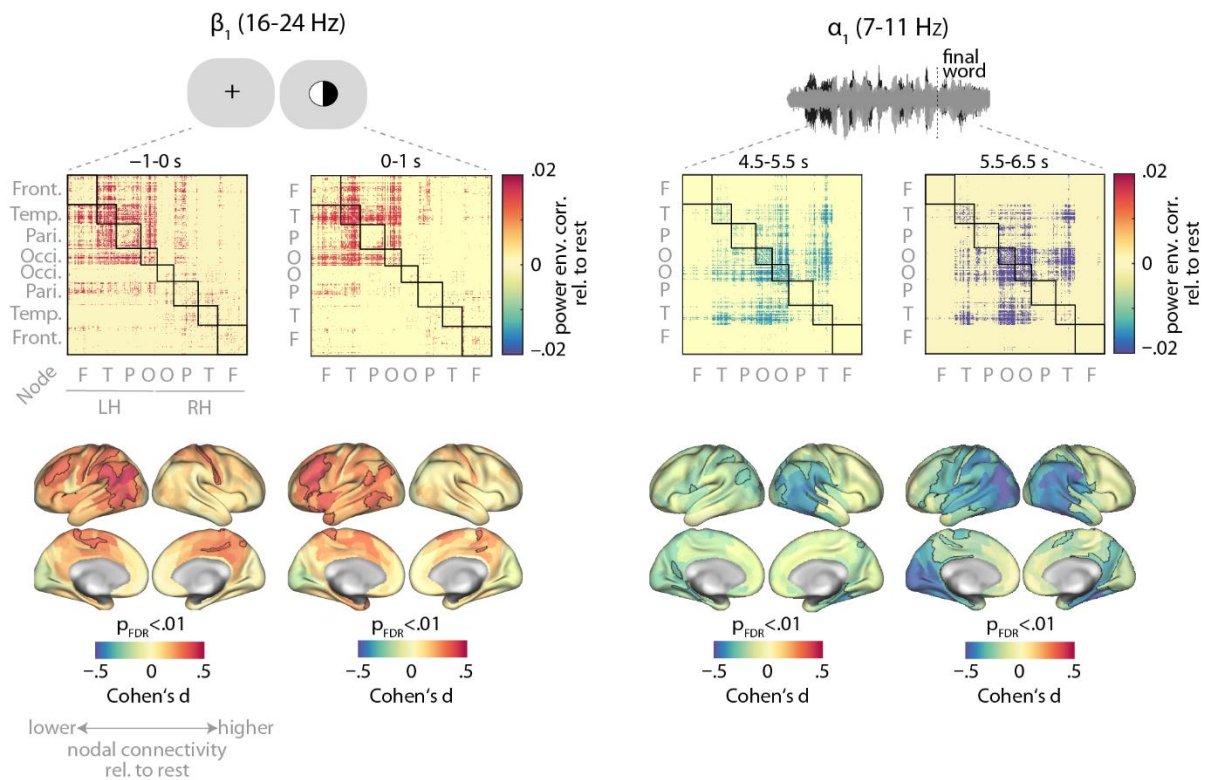 β1 (16-24 Hz)
α1 (7-11 Hz)
+
final
word
−1-0 s
0-1 s
4.5-5.5 s
5.5-6.5 s
Front.
Temp.
Pari.
Occi.
Occi.
Pari.
Temp.
Front.
F
T
P
O
O
P
T
F
.02
0
−.02
power env. corr.
rel. to rest
F
T
P
O
O
P
T
F
.02
0
−.02
power env. corr.
rel. to rest
Node
F T P O O P T F
LH RH
F T P O O P T F
F T P O O P T F
F T P O O P T F
pFDR<.01
−.5 0 .5
Cohen‘s d
pFDR<.01
−.5 0 .5
Cohen‘s d
pFDR<.01
−.5 0 .5
Cohen‘s d
pFDR<.01
−.5 0 .5
Cohen‘s d
lower higher
nodal connectivity
rel. to rest